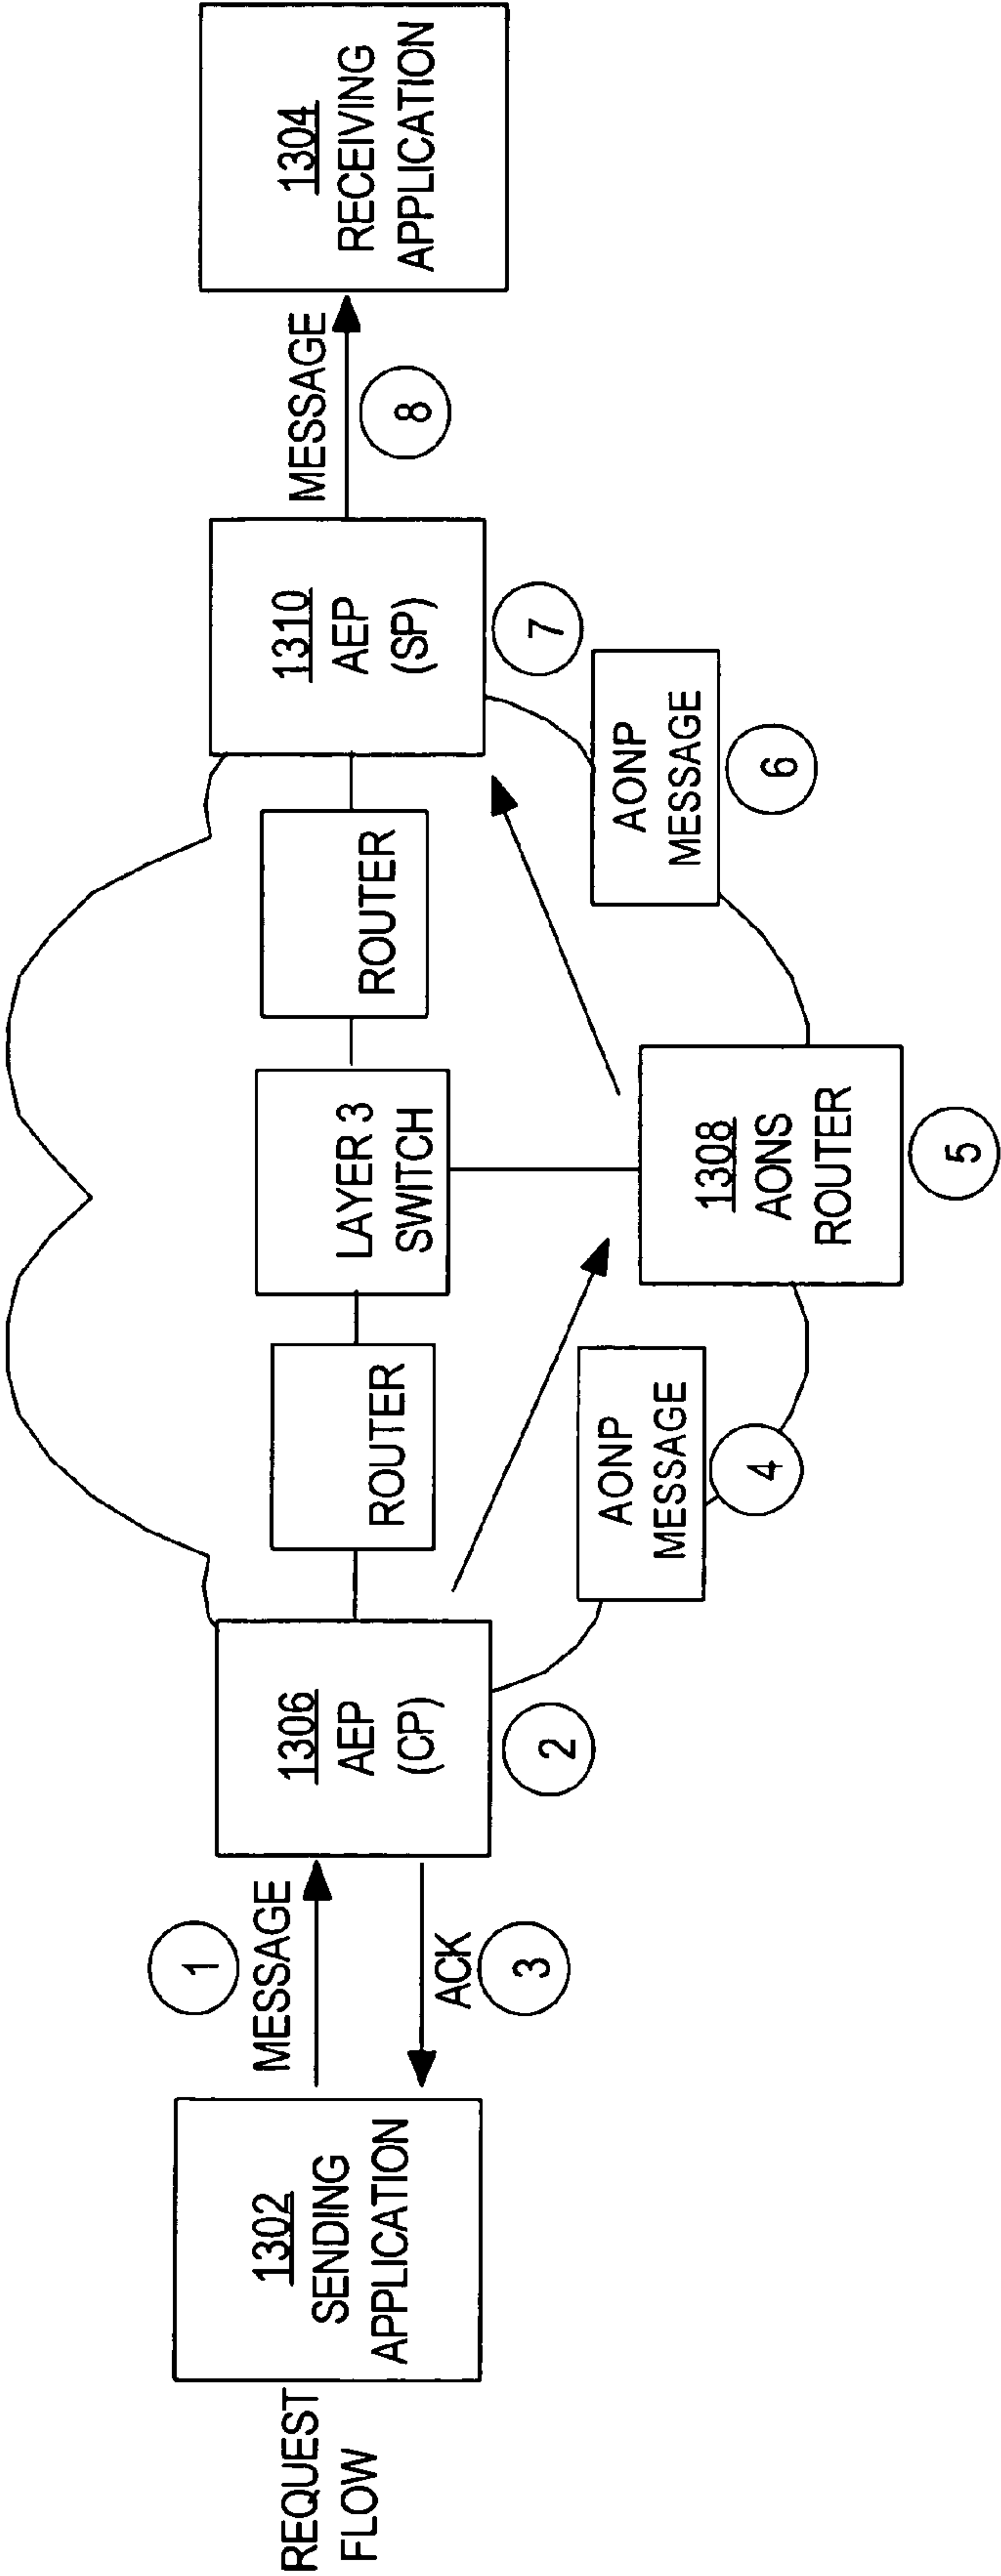 REQUEST
FLOW
1302
SENDING
APPLICATION
1
MESSAGE
ACK
3
1306
AEP
(CP)
2
ROUTER
AONP
MESSAGE
4
LAYER 3
SWITCH
1308
AONS
ROUTER
5
ROUTER
AONP
MESSAGE
6
1310
AEP
(SP)
7
MESSAGE
8
1304
RECEIVING
APPLICATION